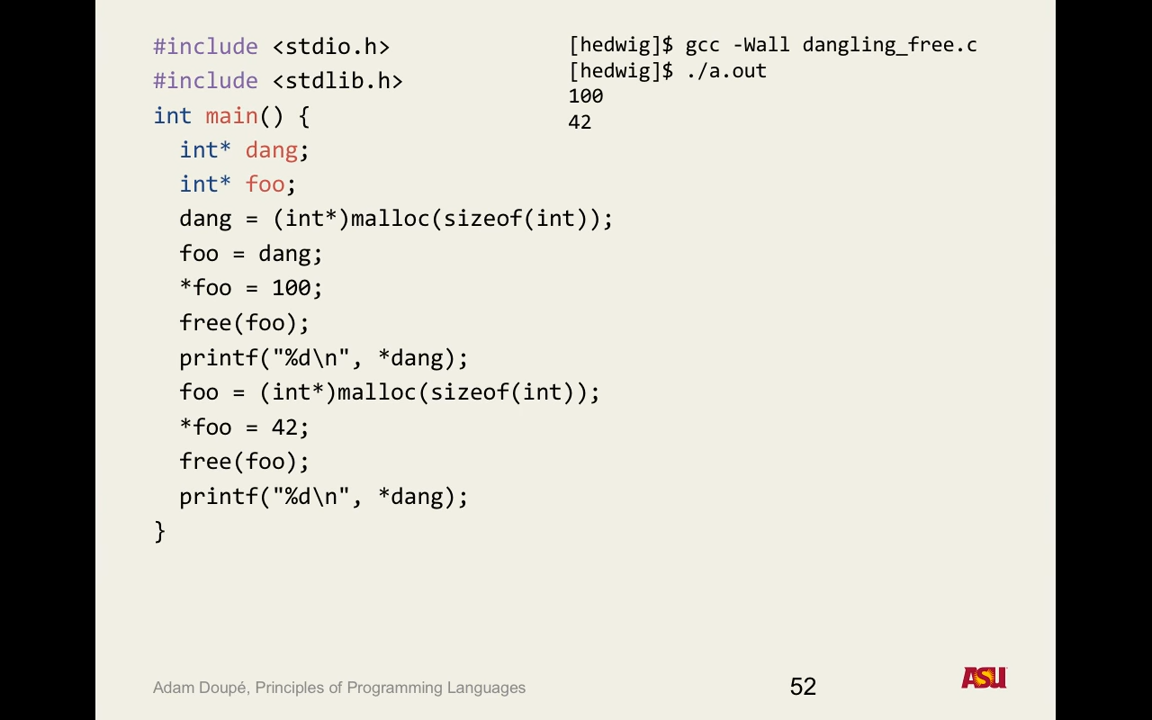 #include <stdio.h>
#include <stdlib.h>
int main() {
  int* dang;
  int* foo;
  dang = (int*)malloc(sizeof(int));
  foo = dang;
  *foo = 100;
  free(foo);
  printf("%d\n", *dang);
  foo = (int*)malloc(sizeof(int));
  *foo = 42;
  free(foo);
  printf("%d\n", *dang);
}
[hedwig]$ gcc -Wall dangling_free.c
[hedwig]$ ./a.out
100
42
Adam Doupé, Principles of Programming Languages
52
ASU